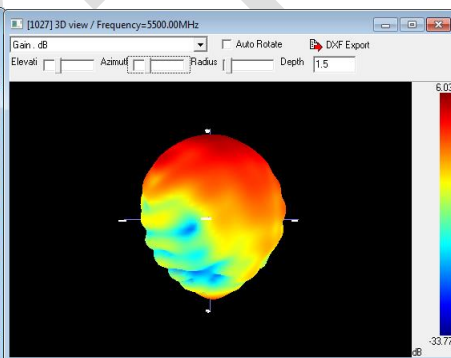 [1027] 3D view / Frequency=5500.00MHz
Gain . dB
Auto Rotate
DXF Export
Elevati
Azimutl
Radius
Depth
1.5
6.03
-33.77
dB